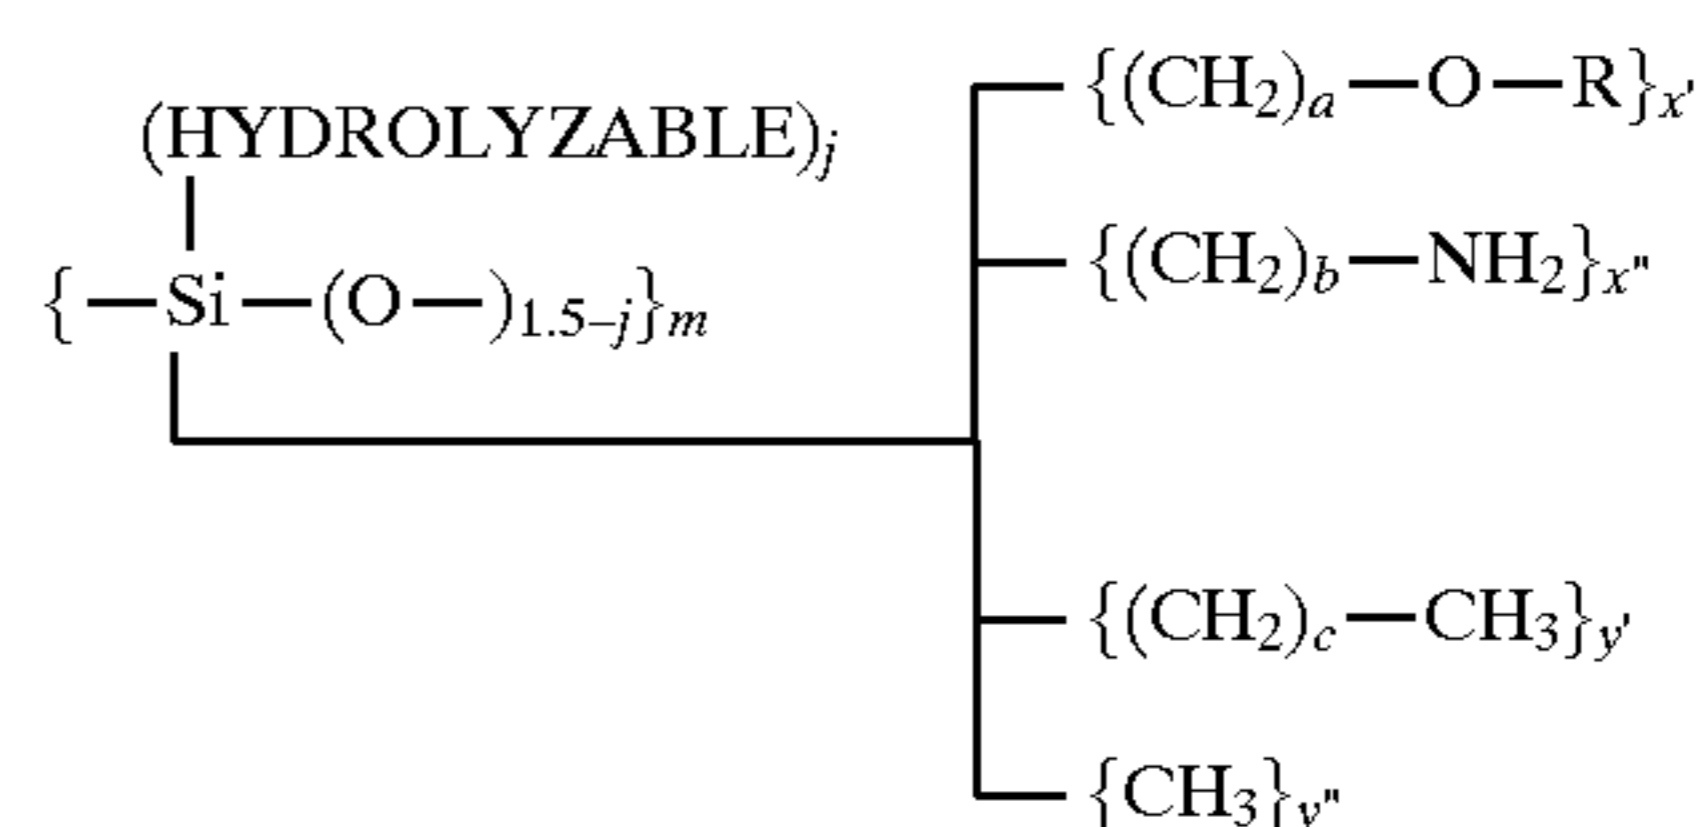 {(CH2)a—O—R}x'
(HYDROLYZABLE)j
{(CH2)b—NH2}x"
{—Si—(O—)1.5–j}m
{(CH2)c—CH3}y'
{CH3}y"